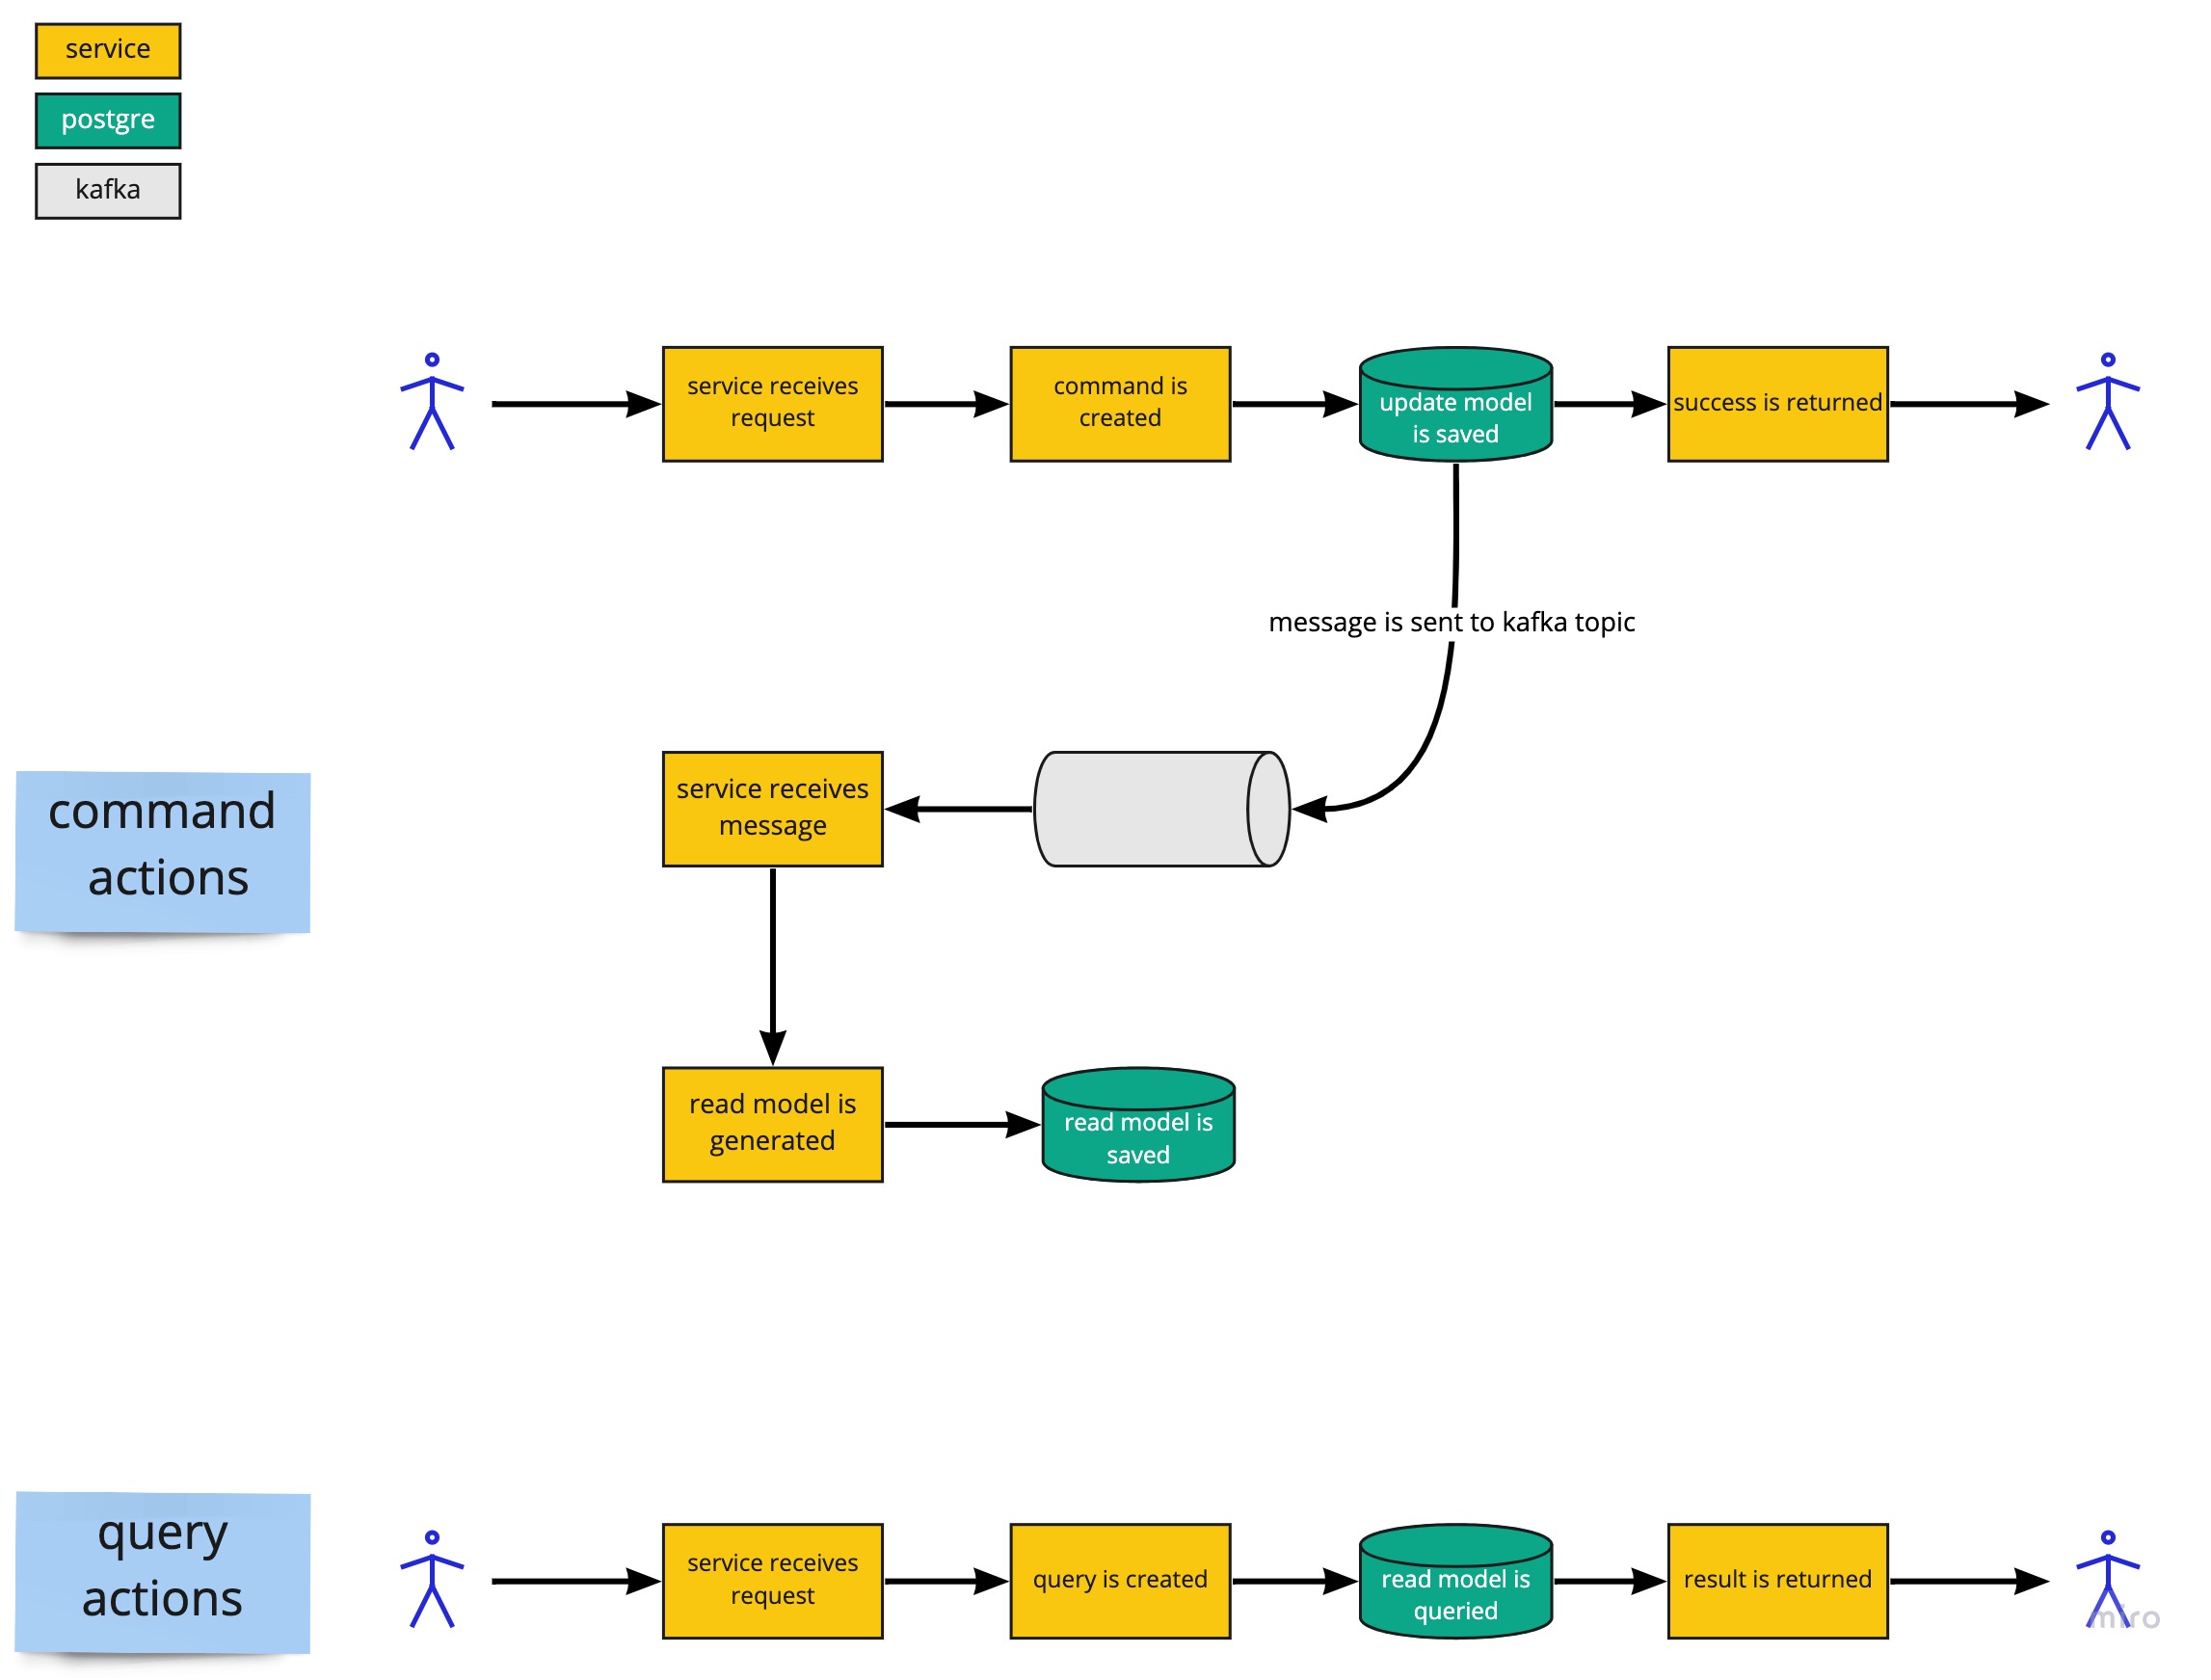 service
postgre
kafka
service receives
request
command is
created
update model
is saved
success is returned
message is sent to kafka topic
command
actions
service receives
message
read model is
generated
read model is
saved
query
actions
service receives
request
query is created
read model is
queried
result is returned
miro